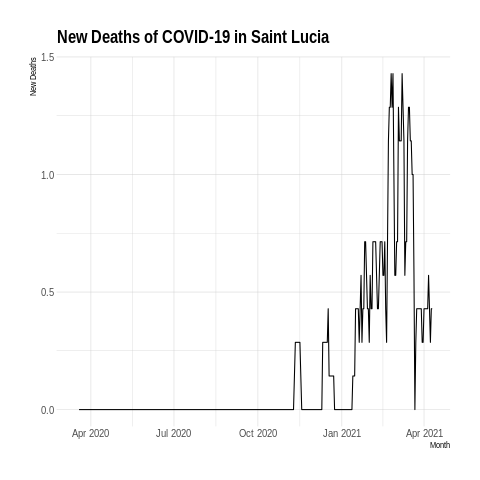 New Deaths of COVID-19 in Saint Lucia
New Deaths
1.5
1.0
0.5
0.0
Apr 2020 Jul 2020 Oct 2020 Jan 2021 Apr 2021
Month